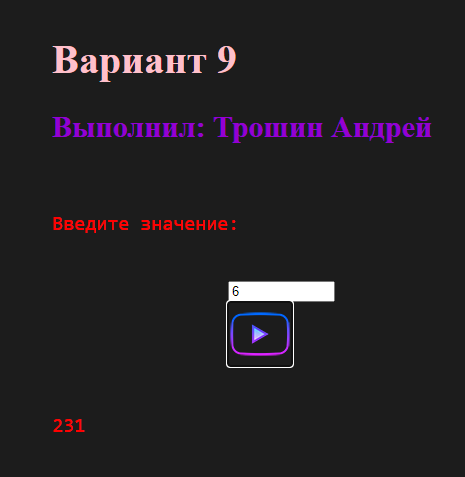 Вариант 9
Выполнил: Трошин Андрей
Введите значение:
6
231